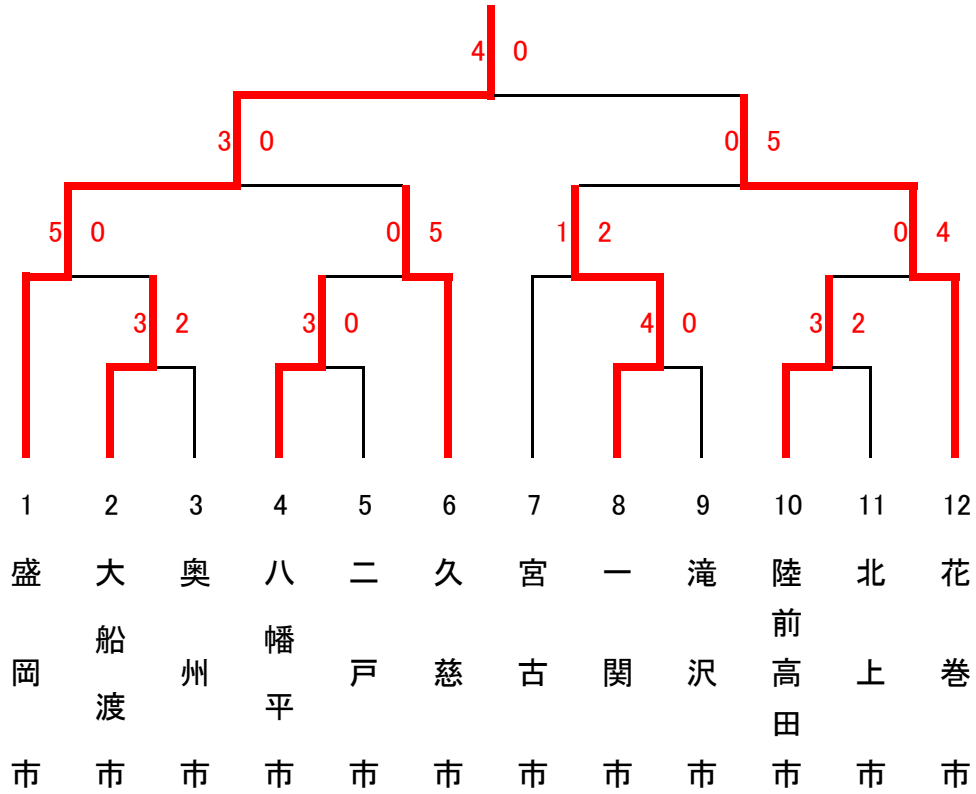 4 0
3 0 0 5
5 0 0 5 1 2 0 4
3 2 3 0 4 0 3 2
1 2 3 4 5 6 7 8 9 10 11 12
盛岡市
大船渡市
奥州市
八幡平市
二戸市
久慈市
宮古市
一関市
滝沢市
陸前高田市
北上市
花巻市